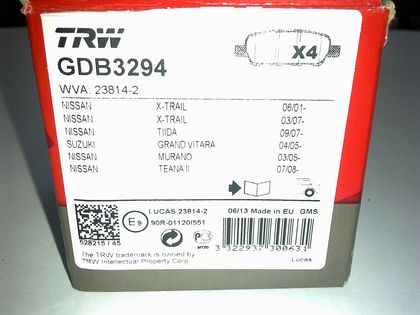 TRW
X4
GDB3294
WVA: 23814-2
NISSAN X-TRAIL 06/01-
NISSAN X-TRAIL 03/07-
NISSAN TIIDA 09/07-
SUZUKI GRAND VITARA 04/05-
NISSAN MURANO 03/05-
NISSAN TEANA II 07/08-
LUCAS 23814-2 06/13 Made in EU GMS
90R-01120/551
528215 / 45
3 322937 300631
The TRW trademark is owned by
TRW Intellectual Property Corp. Lucas